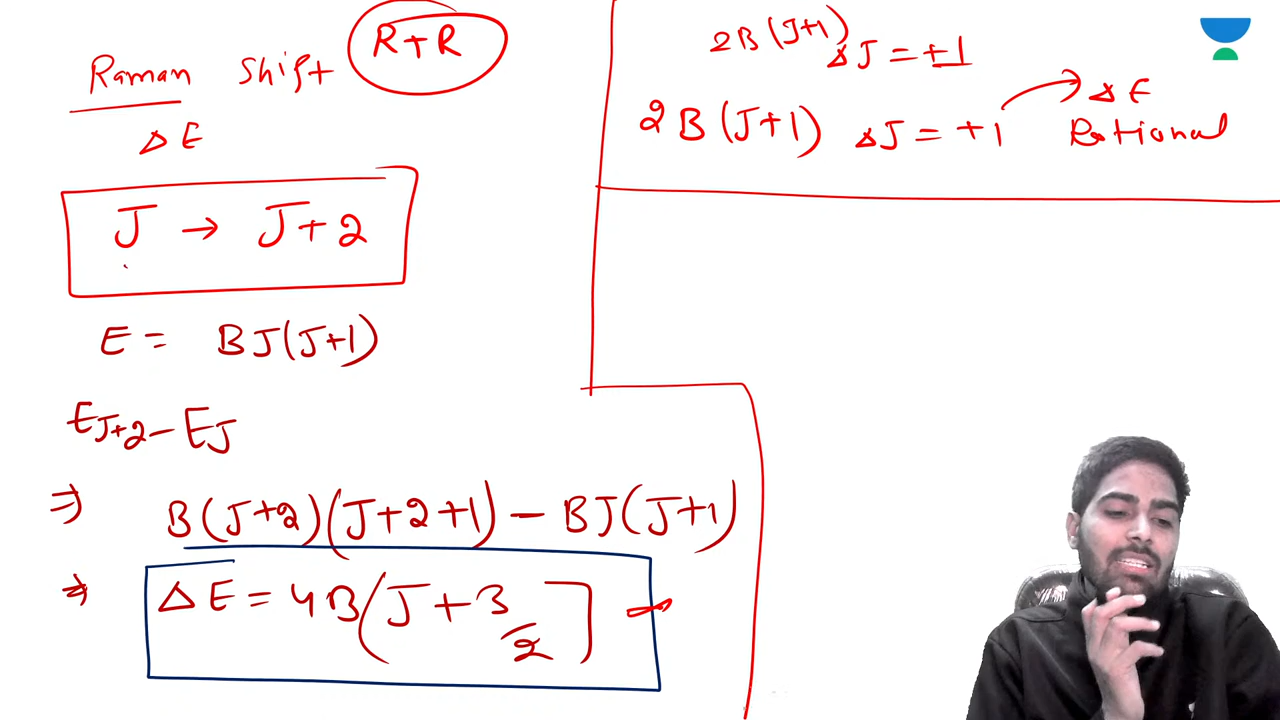 Raman Shift R+R
ΔE
J → J+2
E = BJ(J+1)
E_{J+2} - E_J
⇒ B(J+2)(J+2+1) - BJ(J+1)
⇒ ΔE = 4B(J + 3/2]
2B(J+1) ΔJ = +1
2B(J+1) ΔJ = +1 → ΔE
Rotional